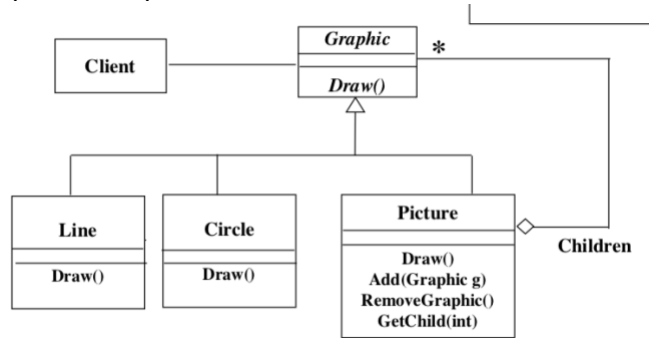 Graphic
*
Client
Draw()
Line
Circle
Picture
Draw()
Draw()
Draw()
Add(Graphic g)
RemoveGraphic()
GetChild(int)
Children